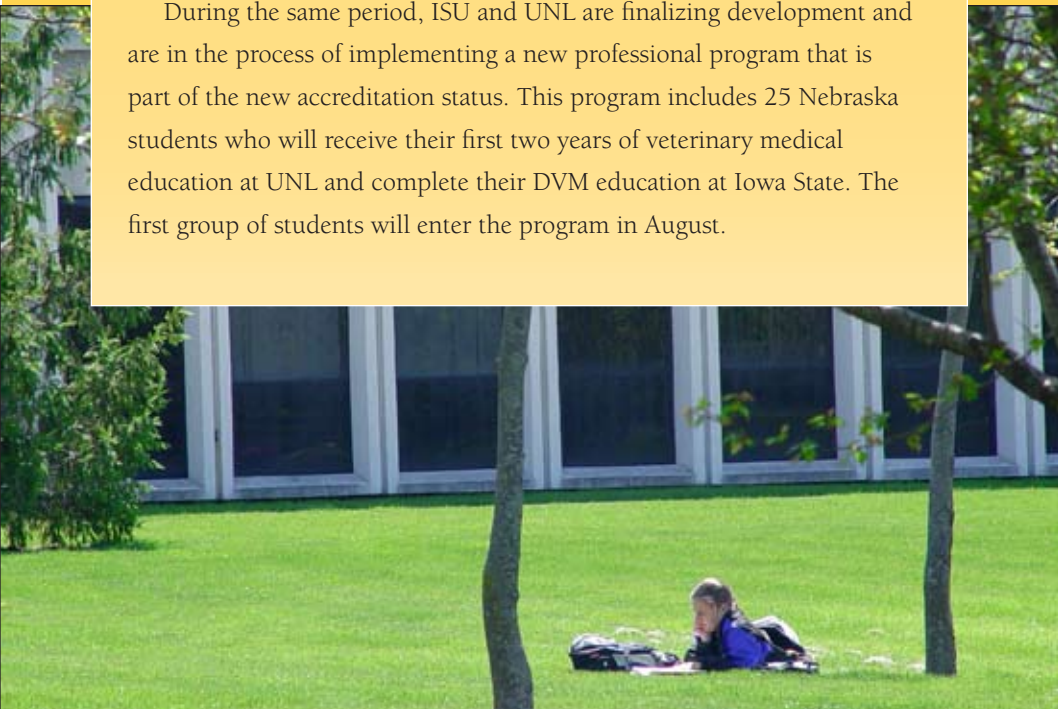 During the same period, ISU and UNL are finalizing development and
are in the process of implementing a new professional program that is
part of the new accreditation status. This program includes 25 Nebraska
students who will receive their first two years of veterinary medical
education at UNL and complete their DVM education at Iowa State. The
first group of students will enter the program in August.